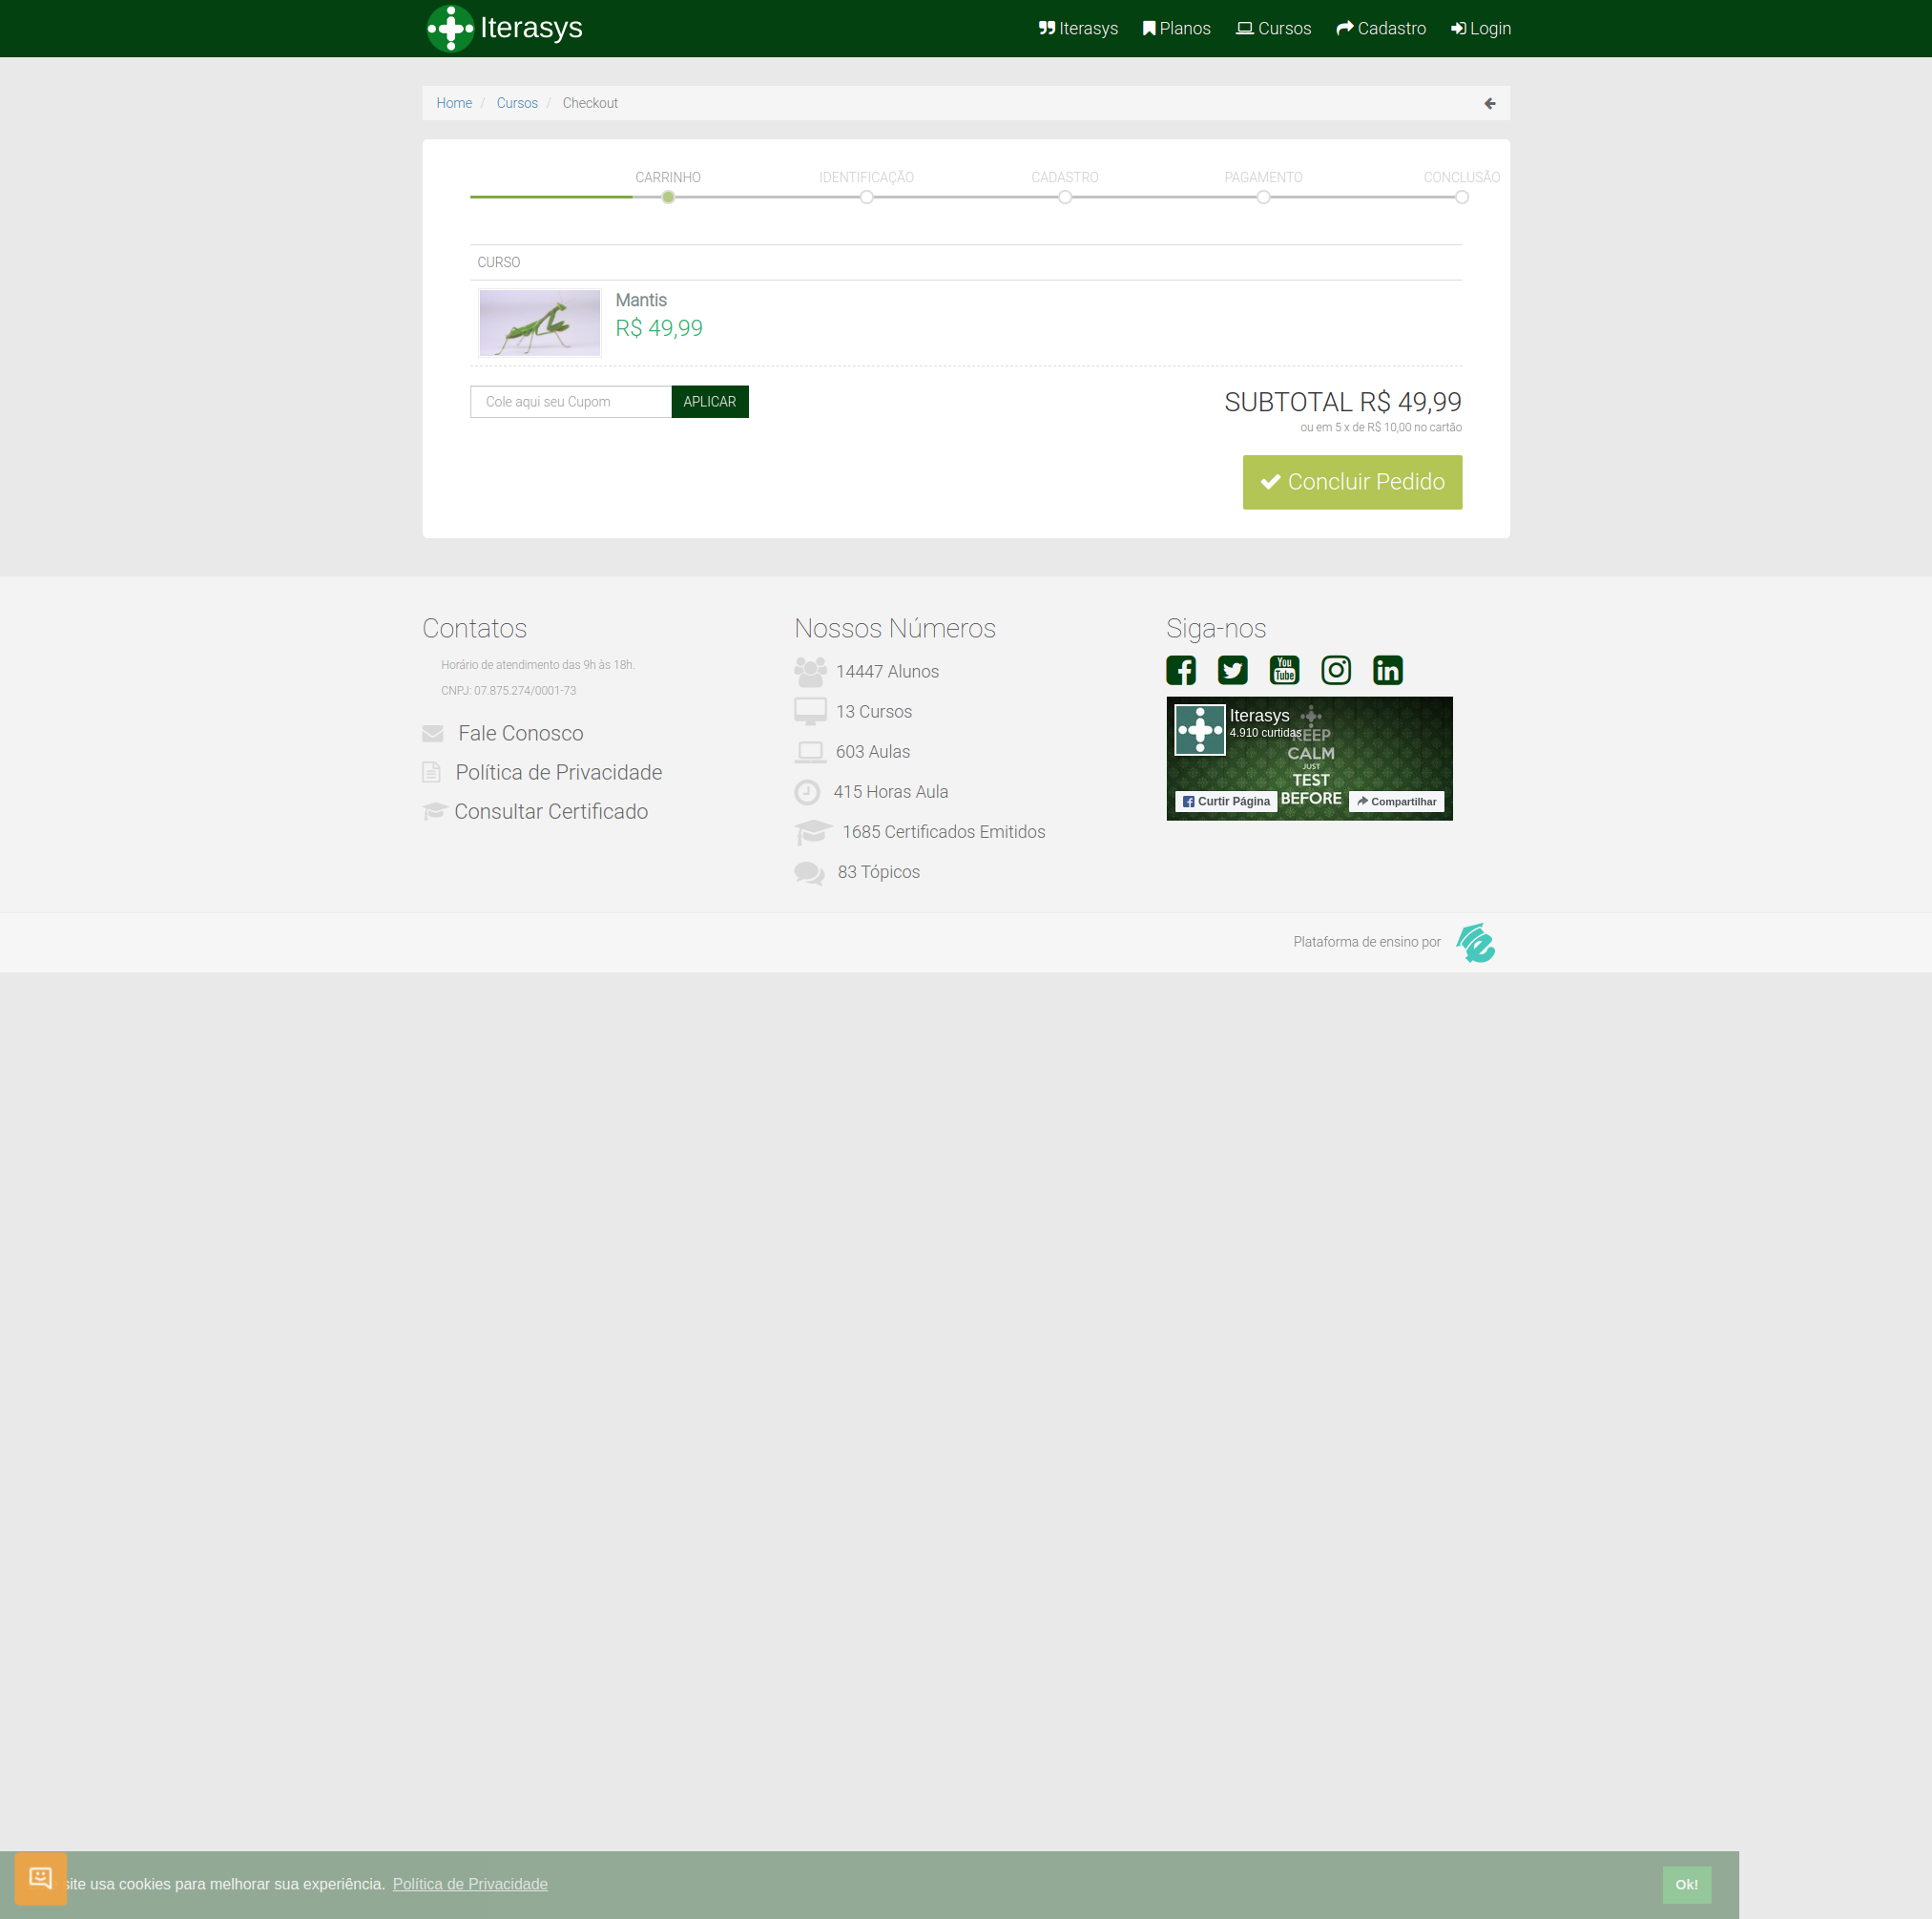 Iterasys
Iterasys Planos Cursos Cadastro Login
Home / Cursos / Checkout
CARRINHO IDENTIFICAÇÃO CADASTRO PAGAMENTO CONCLUSÃO
CURSO
Mantis
R$ 49,99
Cole aqui seu Cupom APLICAR
SUBTOTAL R$ 49,99
ou em 5 x de R$ 10,00 no cartão
Concluir Pedido
Contatos
Horário de atendimento das 9h às 18h.
CNPJ: 07.875.274/0001-73
Fale Conosco
Política de Privacidade
Consultar Certificado
Nossos Números
14447 Alunos
13 Cursos
603 Aulas
415 Horas Aula
1685 Certificados Emitidos
83 Tópicos
Siga-nos
You
Tube
in
Iterasys
4.910 curtidas
KEEP
CALM
JUST
TEST
BEFORE
Curtir Página
Compartilhar
Plataforma de ensino por
site usa cookies para melhorar sua experiência. Política de Privacidade
Ok!